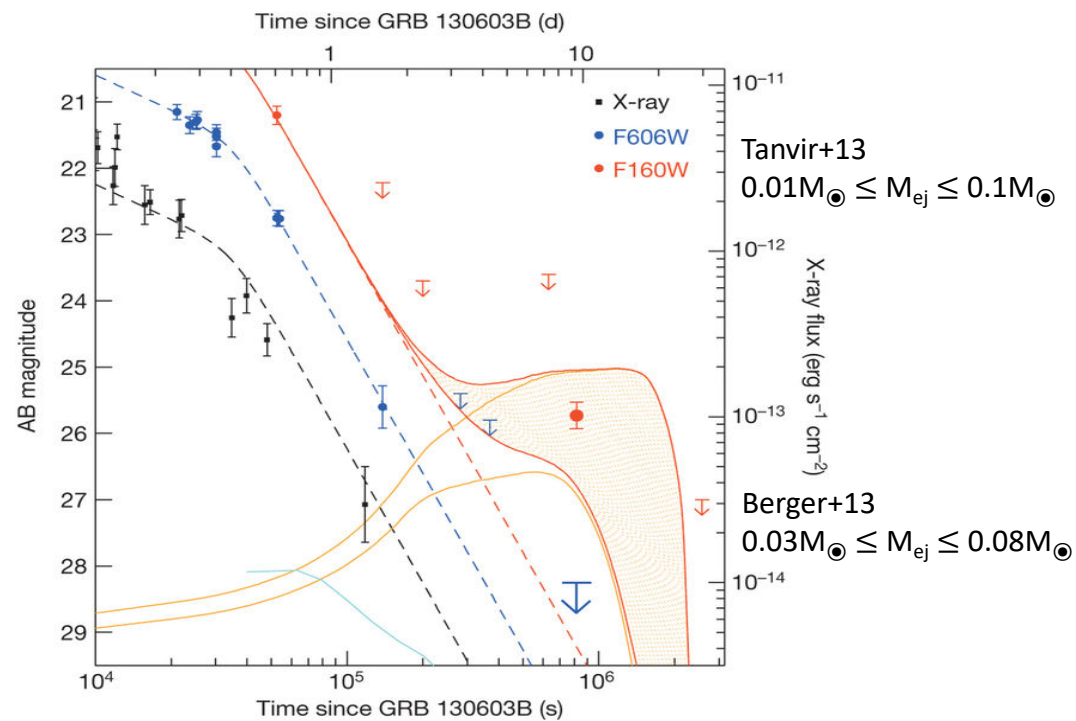 Time since GRB 130603B (d)
1 10
21
22
23
24
25
26
27
28
29
AB magnitude
X-ray
F606W
F160W
10⁻¹¹
10⁻¹²
10⁻¹³
10⁻¹⁴
X-ray flux (erg s⁻¹ cm⁻²)
10⁴ 10⁵ 10⁶
Time since GRB 130603B (s)
Tanvir+13
0.01M☉ ≤ Mej ≤ 0.1M☉
Berger+13
0.03M☉ ≤ Mej ≤ 0.08M☉